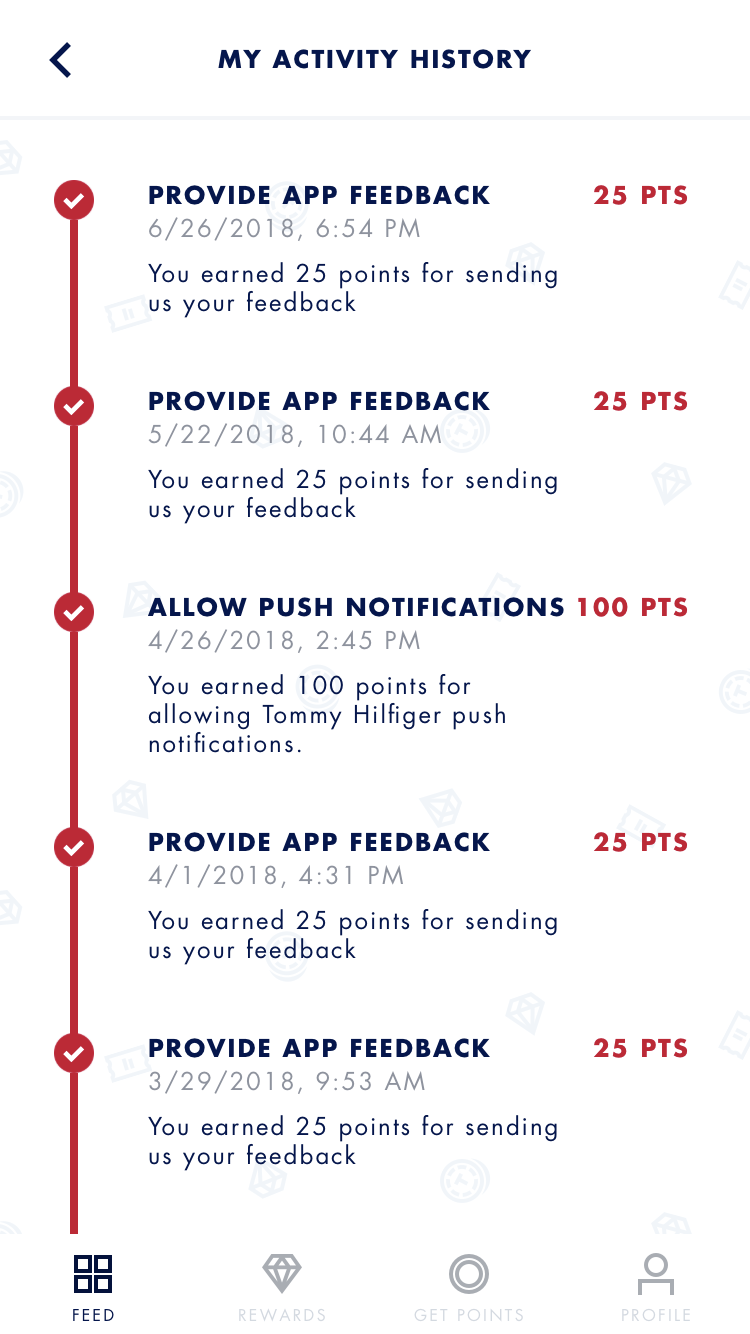 MY ACTIVITY HISTORY
PROVIDE APP FEEDBACK 25 PTS
6/26/2018, 6:54 PM
You earned 25 points for sending
us your feedback
PROVIDE APP FEEDBACK 25 PTS
5/22/2018, 10:44 AM
You earned 25 points for sending
us your feedback
ALLOW PUSH NOTIFICATIONS 100 PTS
4/26/2018, 2:45 PM
You earned 100 points for
allowing Tommy Hilfiger push
notifications.
PROVIDE APP FEEDBACK 25 PTS
4/1/2018, 4:31 PM
You earned 25 points for sending
us your feedback
PROVIDE APP FEEDBACK 25 PTS
3/29/2018, 9:53 AM
You earned 25 points for sending
us your feedback
FEED REWARDS GET POINTS PROFILE